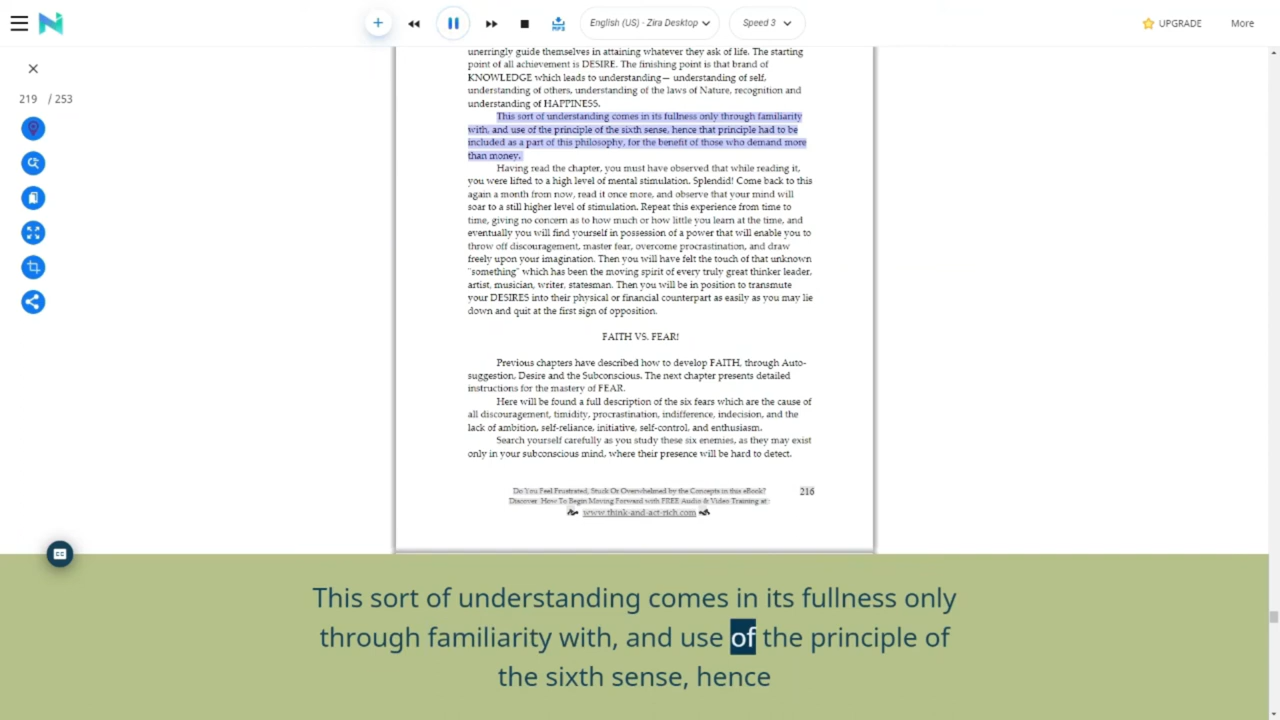 English (US) - Zira Desktop
Speed 3
UPGRADE
More
219 / 253
unerringly guide themselves in attaining whatever they ask of life. The starting
point of all achievement is DESIRE. The finishing point is that brand of
KNOWLEDGE which leads to understanding— understanding of self,
understanding of others, understanding of the laws of Nature, recognition and
understanding of HAPPINESS.
This sort of understanding comes in its fullness only through familiarity
with, and use of the principle of the sixth sense, hence that principle had to be
included as a part of this philosophy, for the benefit of those who demand more
than money.
Having read the chapter, you must have observed that while reading it,
you were lifted to a high level of mental stimulation. Splendid! Come back to this
again a month from now, read it once more, and observe that your mind will
soar to a still higher level of stimulation. Repeat this experience from time to
time, giving no concern as to how much or how little you learn at the time, and
eventually you will find yourself in possession of a power that will enable you to
throw off discouragement, master fear, overcome procrastination, and draw
freely upon your imagination. Then you will have felt the touch of that unknown
"something" which has been the moving spirit of every truly great thinker leader,
artist, musician, writer, statesman. Then you will be in position to transmute
your DESIRES into their physical or financial counterpart as easily as you may lie
down and quit at the first sign of opposition.
FAITH VS. FEAR!
Previous chapters have described how to develop FAITH, through Auto-
suggestion, Desire and the Subconscious. The next chapter presents detailed
instructions for the mastery of FEAR.
Here will be found a full description of the six fears which are the cause of
all discouragement, timidity, procrastination, indifference, indecision, and the
lack of ambition, self-reliance, initiative, self-control, and enthusiasm.
Search yourself carefully as you study these six enemies, as they may exist
only in your subconscious mind, where their presence will be hard to detect.
Do You Feel Frustrated, Stuck Or Overwhelmed by the Concepts in this eBook?
216
Discover How To Begin Moving Forward with FREE Audio & Video Training at:
www.think-and-act-rich.com
CC
This sort of understanding comes in its fullness only
through familiarity with, and use of the principle of
the sixth sense, hence